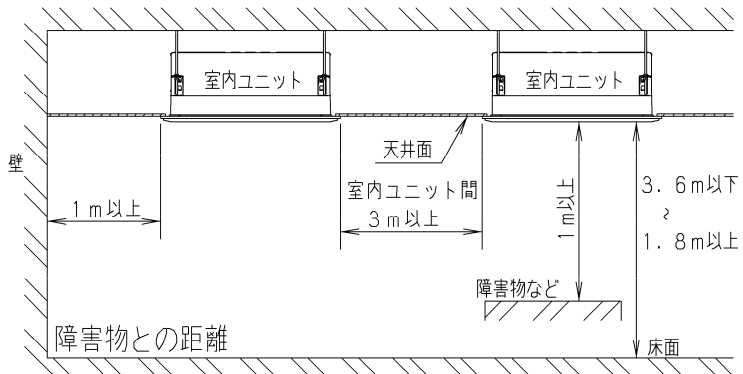 室内ユニット
室内ユニット
天井面
壁
1m以上
室内ユニット間
3m以上
1m以上
3.6m以下
~
1.8m以上
障害物など
障害物との距離
床面